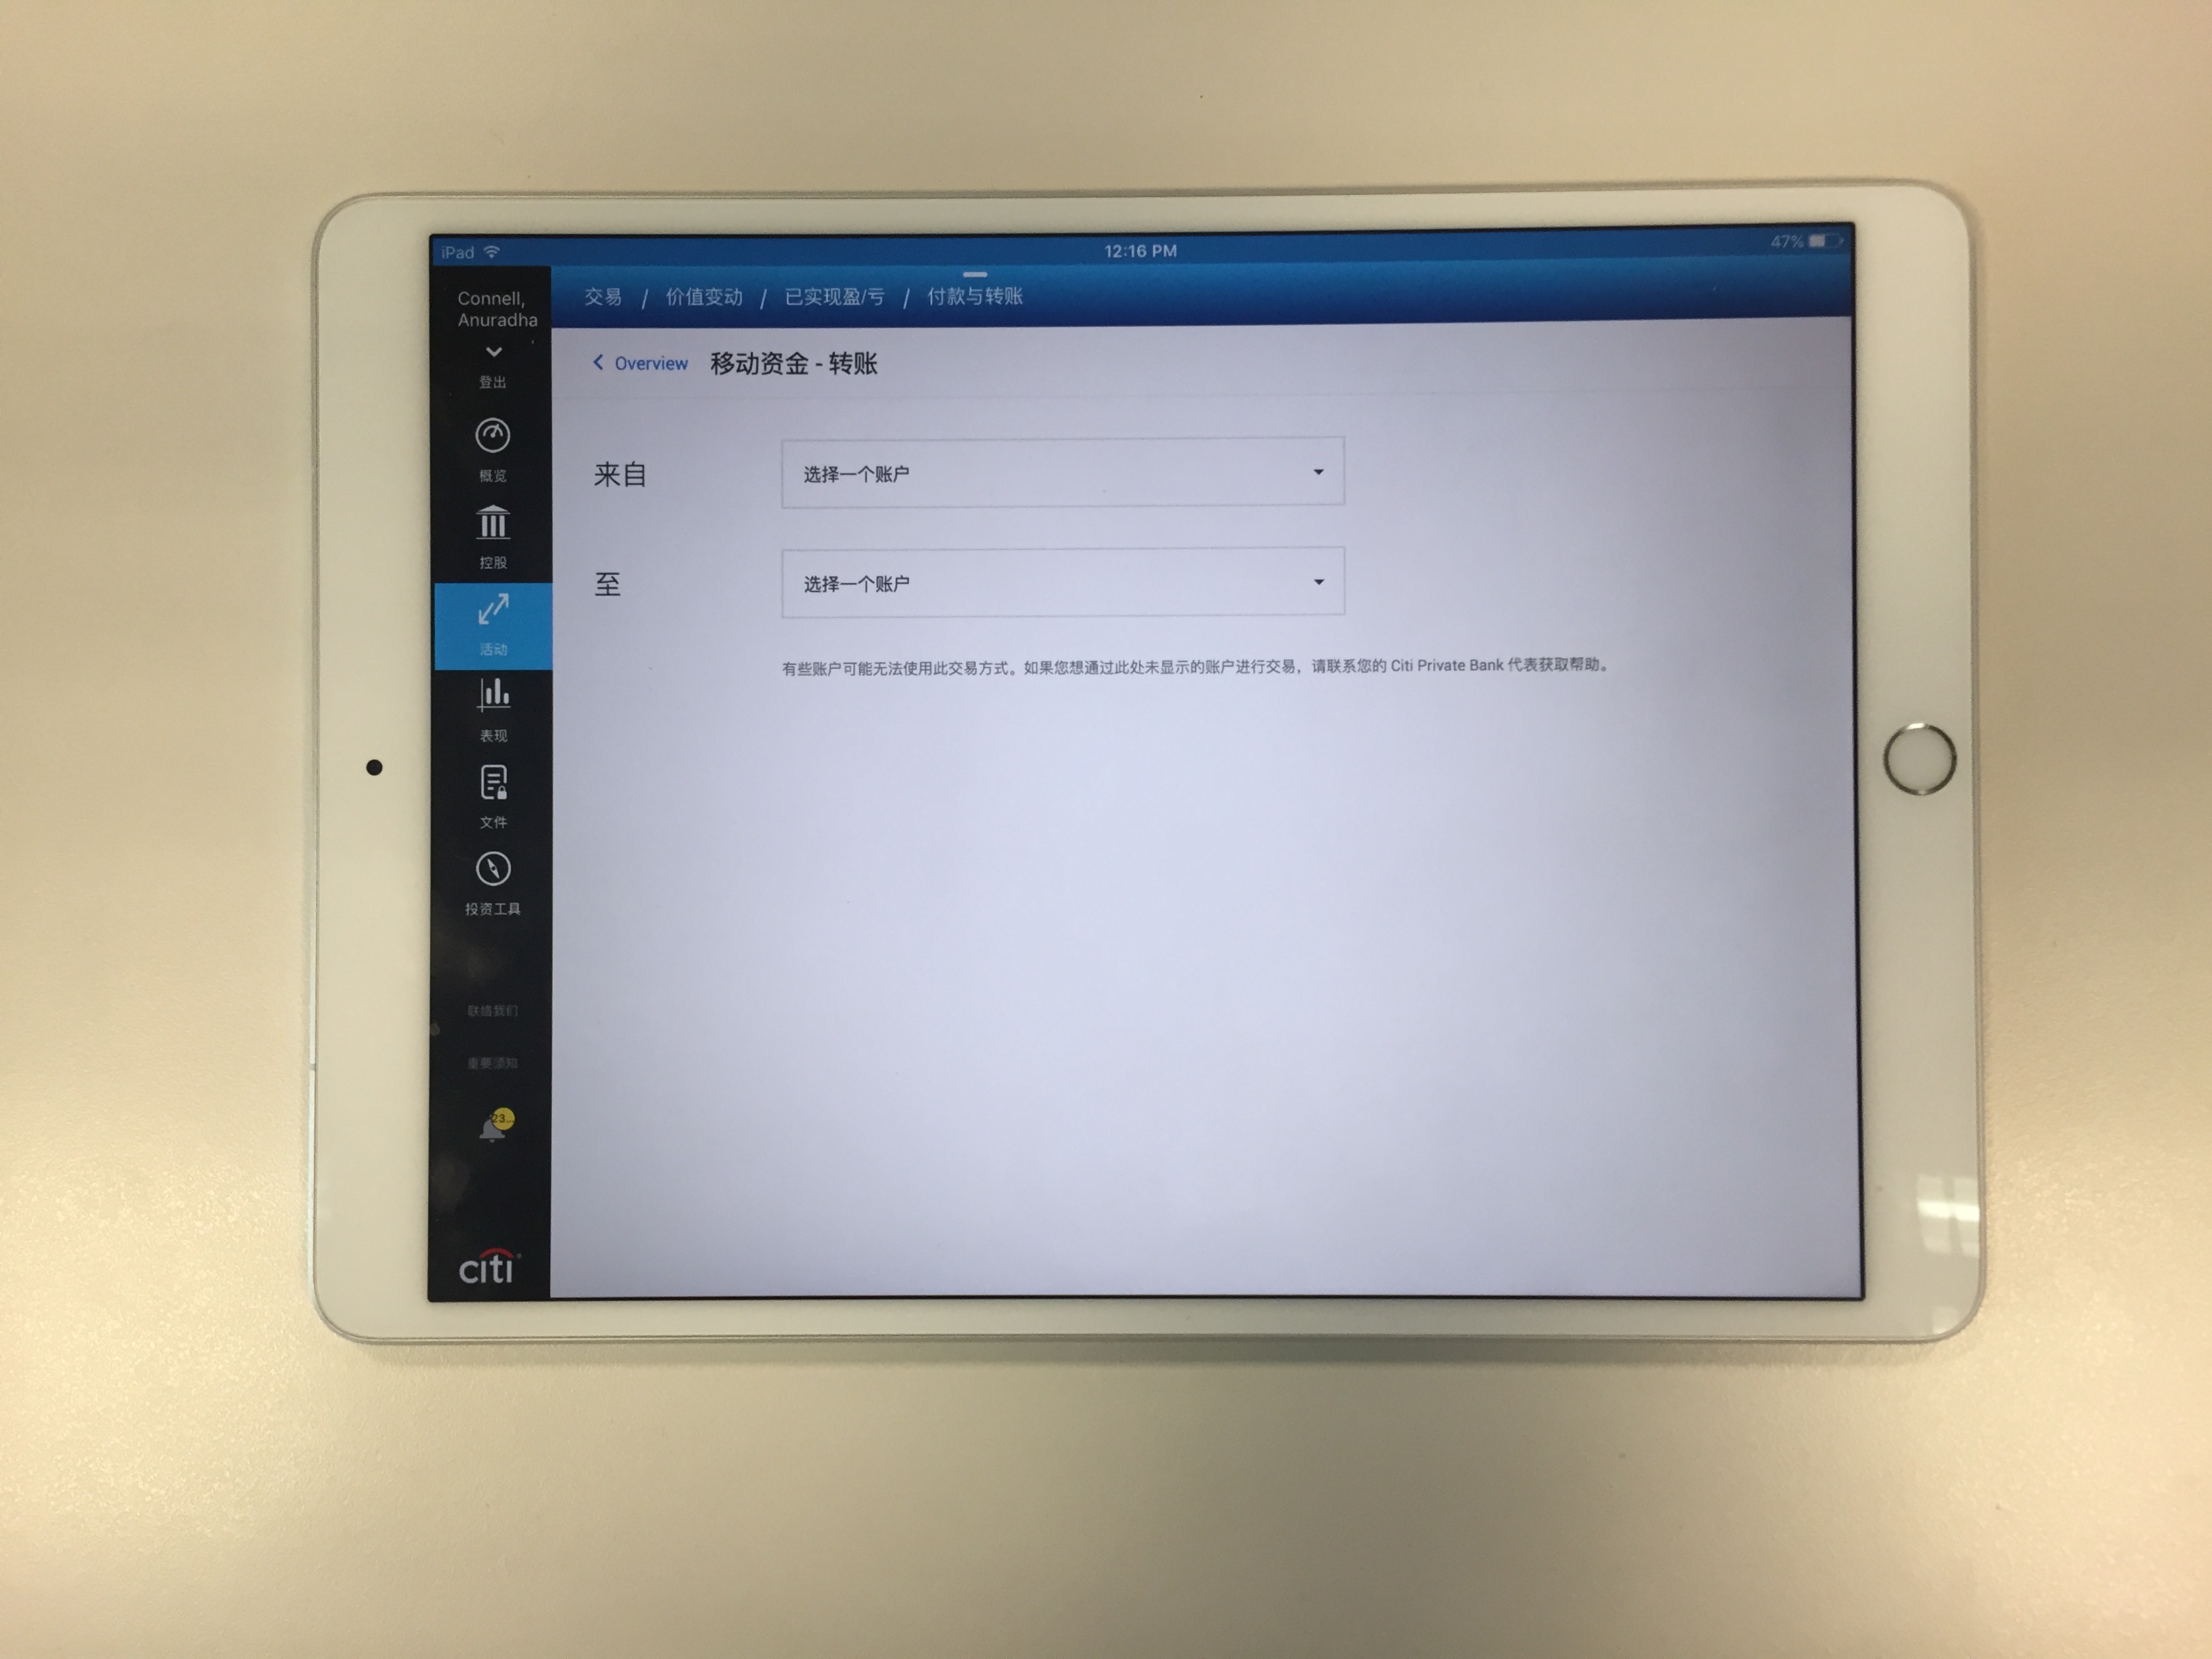 iPad
12:16 PM
47%
Connell,
Anuradha
登出
概览
控股
活动
表现
文件
投资工具
联络我们
重要须知
23...
citi
交易 / 价值变动 / 已实现盈/亏 / 付款与转账
Overview 移动资金 - 转账
来自 选择一个账户
至 选择一个账户
有些账户可能无法使用此交易方式。如果您想通过此处未显示的账户进行交易，请联系您的 Citi Private Bank 代表获取帮助。